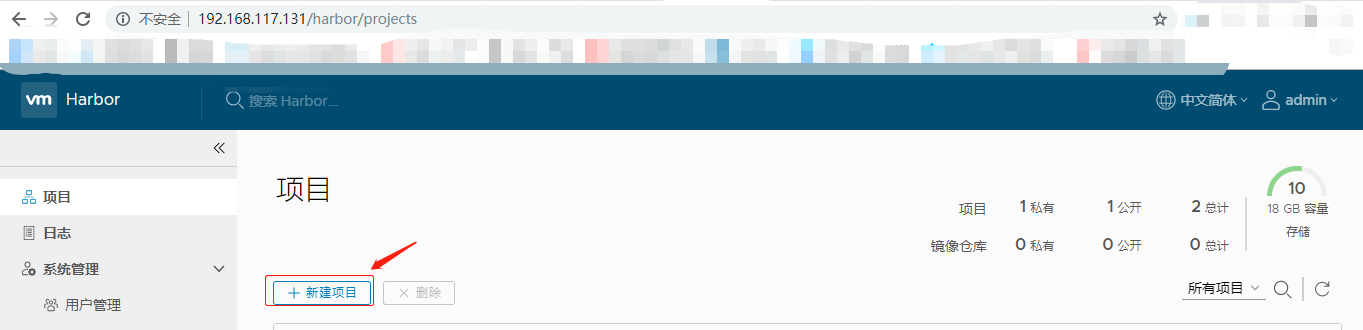 不安全 | 192.168.117.131/harbor/projects
vm Harbor 搜索 Harbor... 中文简体 admin
项目
日志
系统管理
用户管理
项目
项目 1 私有 1 公开 2 总计
镜像仓库 0 私有 0 公开 0 总计
10
18 GB 容量
存储
+ 新建项目 × 删除 所有项目